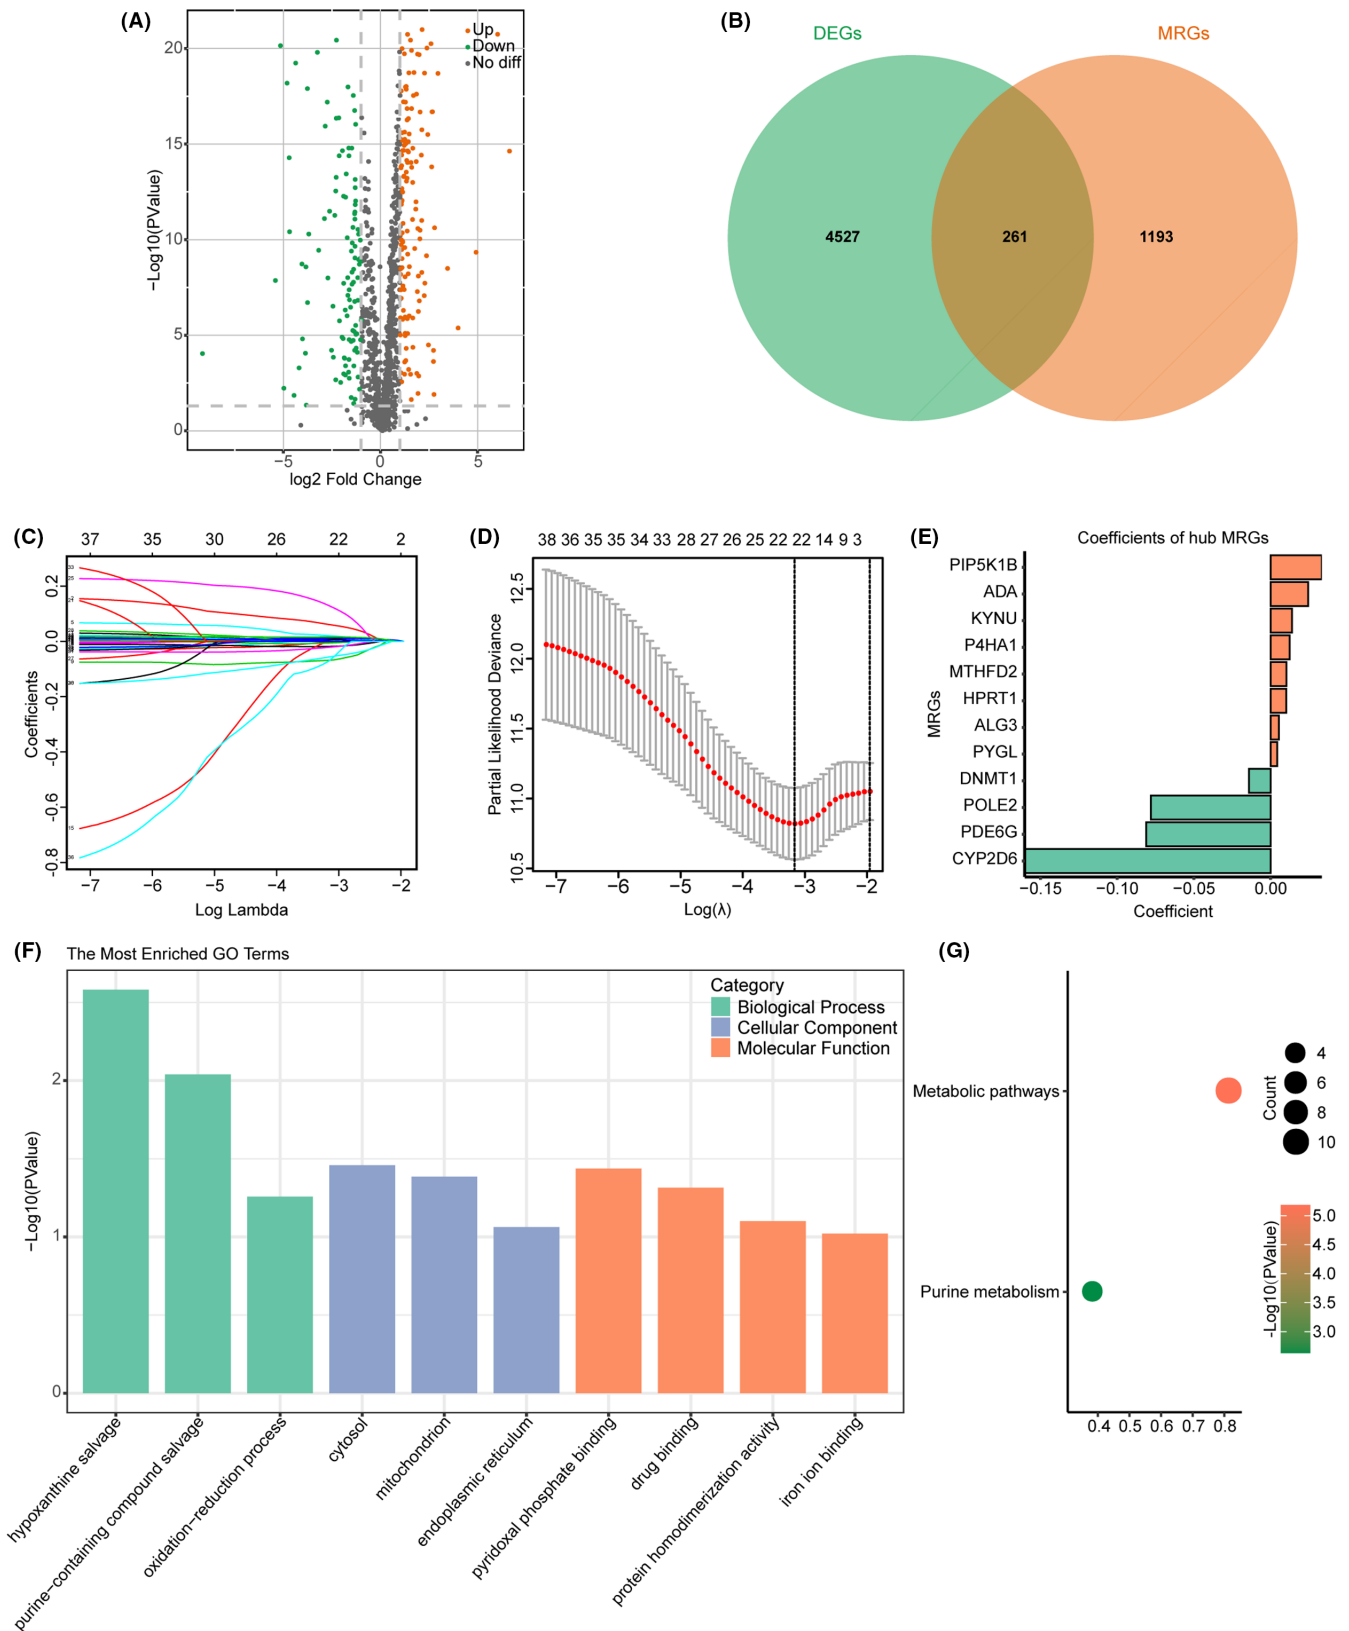 (A)
Up
Down
No diff
20
15
10
5
0
−Log10(PValue)
−5 0 5
log2 Fold Change
(B)
DEGs MRGs
4527 261 1193
(C)
37 35 30 26 22 2
0.2
0.0
−0.2
−0.4
−0.6
−0.8
Coefficients
−7 −6 −5 −4 −3 −2
Log Lambda
(D)
38 36 35 35 34 33 28 27 26 25 22 22 14 9 3
12.5
12.0
11.5
11.0
10.5
Partial Likelihood Deviance
−7 −6 −5 −4 −3 −2
Log(λ)
(E)
Coefficients of hub MRGs
PIP5K1B
ADA
KYNU
P4HA1
MTHFD2
HPRT1
ALG3
PYGL
DNMT1
POLE2
PDE6G
CYP2D6
MRGs
−0.15 −0.10 −0.05 0.00
Coefficient
(F)
The Most Enriched GO Terms
Category
Biological Process
Cellular Component
Molecular Function
2
1
0
−Log10(PValue)
hypoxanthine salvage
purine−containing compound salvage
oxidation−reduction process
cytosol
mitochondrion
endoplasmic reticulum
pyridoxal phosphate binding
drug binding
protein homodimerization activity
iron ion binding
(G)
Metabolic pathways
Purine metabolism
0.4 0.5 0.6 0.7 0.8
Count
4
6
8
10
-Log10(PValue)
5.0
4.5
4.0
3.5
3.0